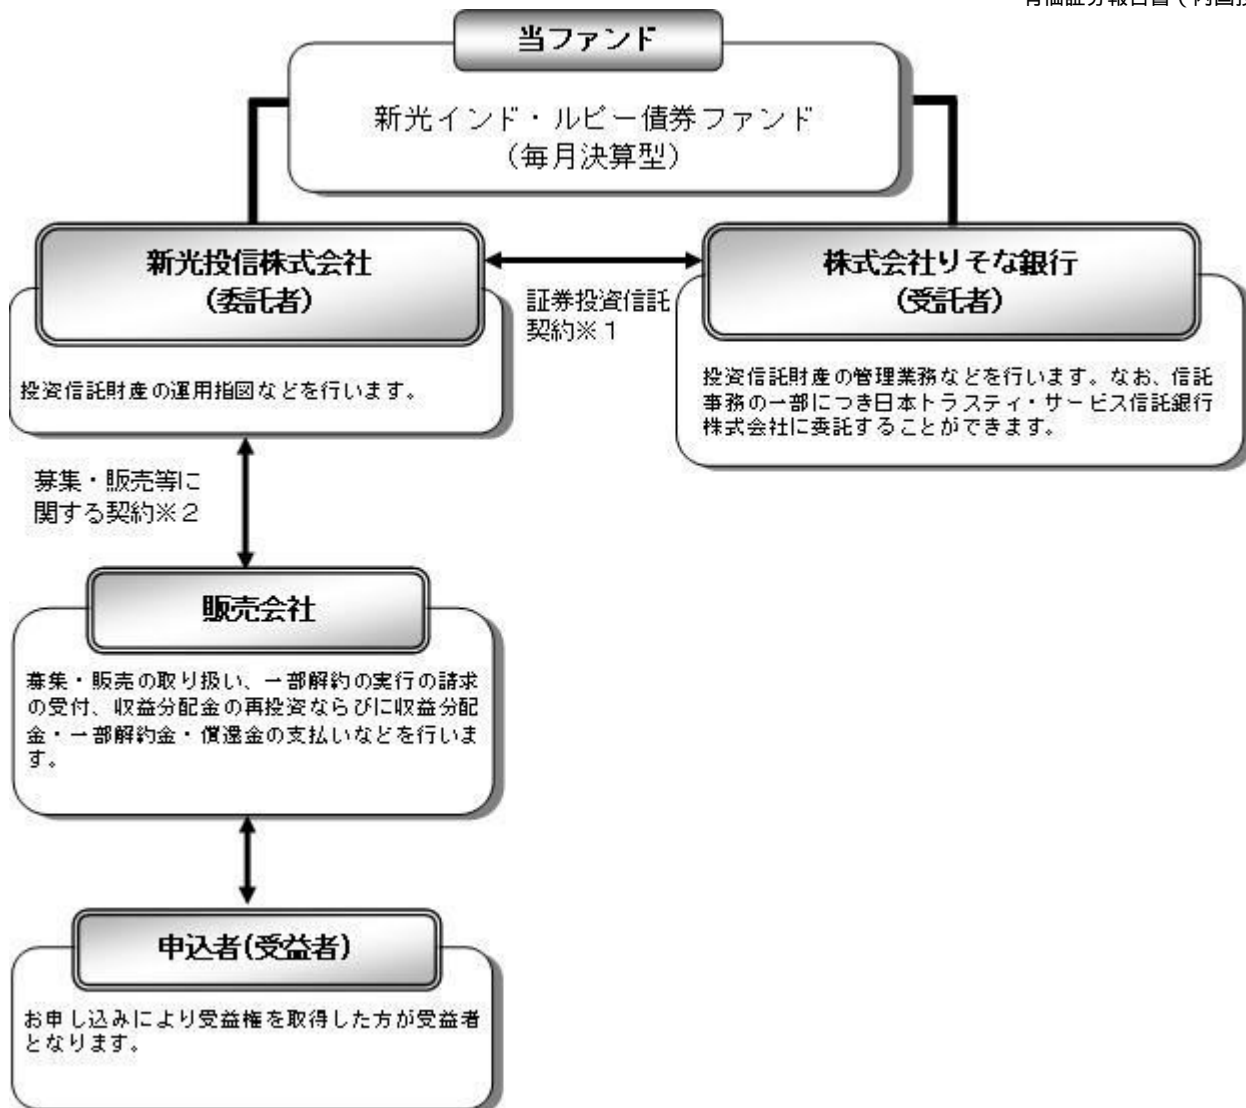 当ファンド
新光インド・ルピー債券ファンド
（毎月決算型）
新光投信株式会社
(委託者)
投資信託財産の運用指図などを行います。
証券投資信託
契約※１
株式会社りそな銀行
(受託者)
投資信託財産の管理業務などを行います。なお、信託
事務の一部につき日本トラスティ・サービス信託銀行
株式会社に委託することができます。
募集・販売等に
関する契約※２
販売会社
募集・販売の取り扱い、一部解約の実行の請求
の受付、収益分配金の再投資ならびに収益分配
金・一部解約金・償還金の支払いなどを行いま
す。
申込者(受益者)
お申し込みにより受益権を取得した方が受益者
となります。